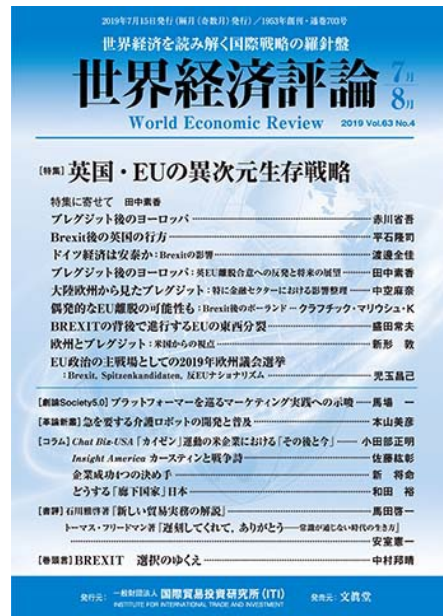 2019年7月15日発行（隔月（奇数月）発行）／1953年創刊・通巻703号
世界経済を読み解く国際戦略の羅針盤
世界経済評論 7月 8月
World Economic Review 2019 Vol.63 No.4
［特集］英国・EUの異次元生存戦略
特集に寄せて 田中素香
ブレグジット後のヨーロッパ 赤川省吾
Brexit後の英国の行方 平石隆司
ドイツ経済は安泰か：Brexitの影響 渡邊全佳
ブレグジット後のヨーロッパ：英EU離脱合意への反発と将来の展望 田中素香
大陸欧州から見たブレグジット：特に金融セクターにおける影響整理 中空麻奈
偶発的なEU離脱の可能性も：Brexit後のポーランド クラフチック・マリウシュ・K
BREXITの背後で進行するEUの東西分裂 盛田常夫
欧州とブレグジット：米国からの視点 新形 敦
EU政治の主戦場としての2019年欧州議会選挙
：Brexit, Spitzenkandidaten, 反EUナショナリズム 児玉昌己
［劇論Society5.0］プラットフォーマーを巡るマーケティング実践への示唆 馬場 一
［革論新薬］急を要する介護ロボットの開発と普及 本山美彦
［コラム］Chat Biz-USA「カイゼン」運動の米企業における「その後と今」 小田部正明
Insight America カースティンと戦争詩 佐藤紘彰
企業成功4つの決め手 新 将命
どうする「廊下国家」日本 和田 裕
［書評］石川雅啓著『新しい貿易実務の解説』 馬田啓一
トーマス・フリードマン著『遅刻してくれて、ありがとう―常識が通じない時代の生き方』
安室憲一
［巻頭言］BREXIT 選択のゆくえ 中村邦晴
発行元： 一般財団法人 国際貿易投資研究所（ITI） 発売元：文眞堂
INSTITUTE FOR INTERNATIONAL TRADE AND INVESTMENT